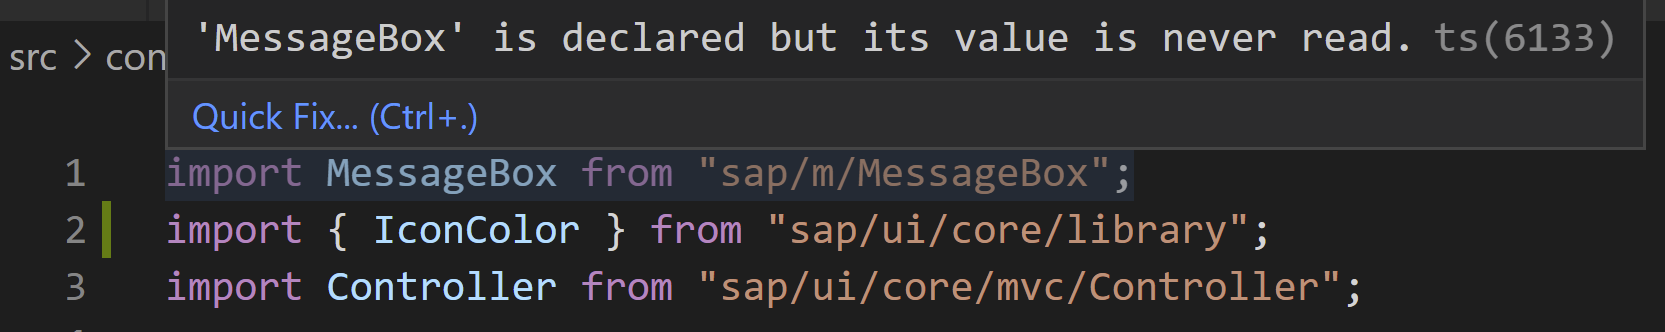 'MessageBox' is declared but its value is never read. ts(6133)
src > con
Quick Fix... (Ctrl+.)
1 import MessageBox from "sap/m/MessageBox";
2 import { IconColor } from "sap/ui/core/library";
3 import Controller from "sap/ui/core/mvc/Controller";